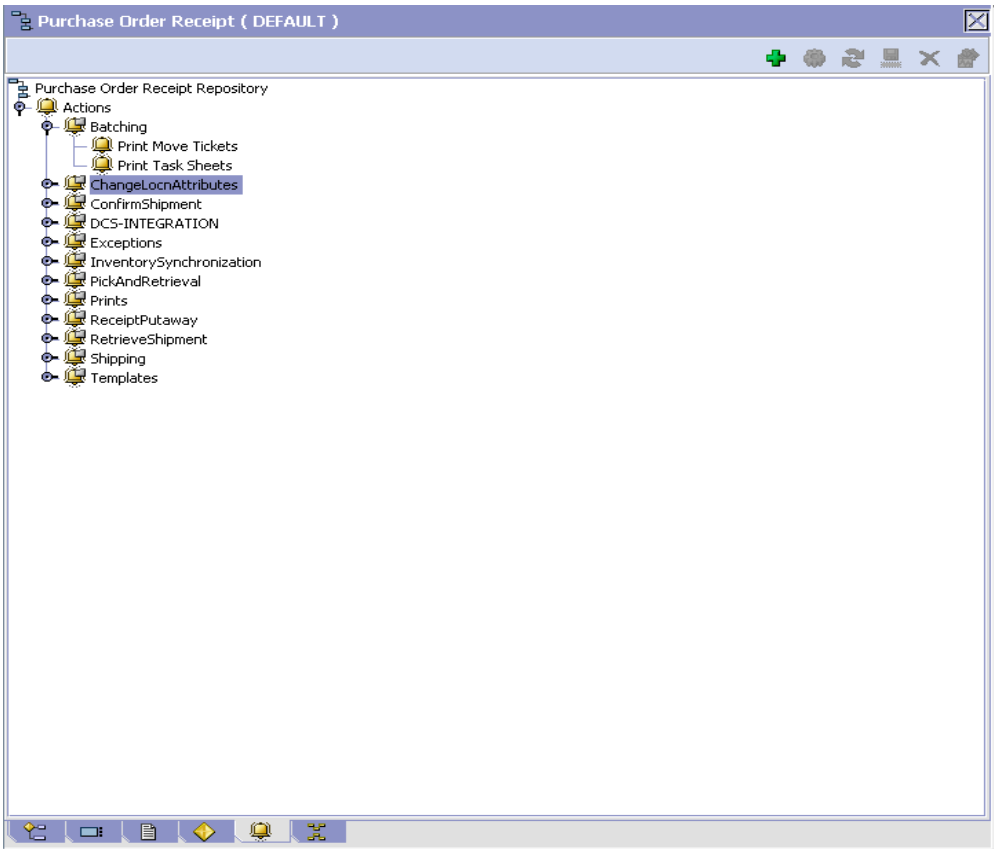 Purchase Order Receipt ( DEFAULT )
Purchase Order Receipt Repository
Actions
Batching
Print Move Tickets
Print Task Sheets
ChangeLocnAttributes
ConfirmShipment
DCS-INTEGRATION
Exceptions
InventorySynchronization
PickAndRetrieval
Prints
ReceiptPutaway
RetrieveShipment
Shipping
Templates